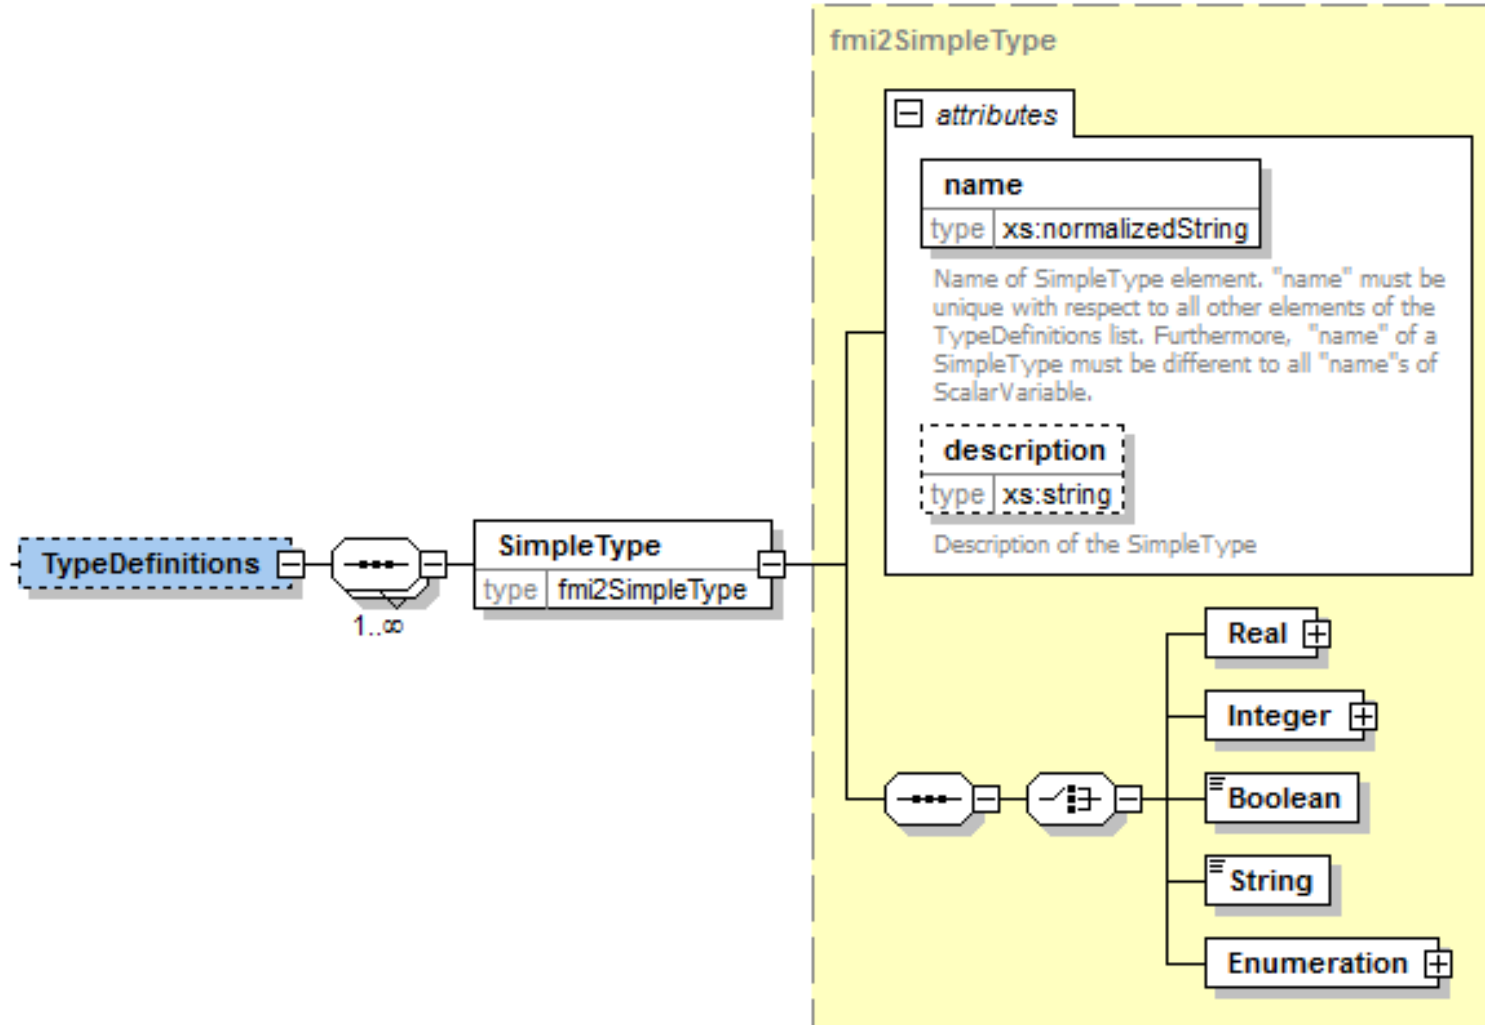 fmi2SimpleType
attributes
name
type xs:normalizedString
Name of SimpleType element. "name" must be
unique with respect to all other elements of the
TypeDefinitions list. Furthermore, "name" of a
SimpleType must be different to all "name"s of
ScalarVariable.
description
type xs:string
Description of the SimpleType
TypeDefinitions
1..∞
SimpleType
type fmi2SimpleType
Real
Integer
Boolean
String
Enumeration